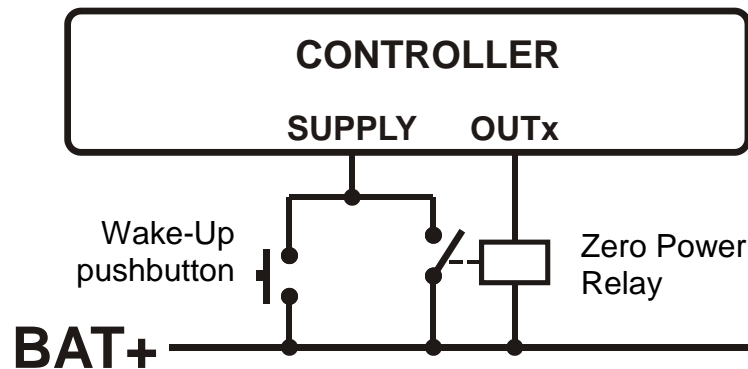 CONTROLLER
SUPPLY OUTx
Wake-Up
pushbutton
Zero Power
Relay
BAT+